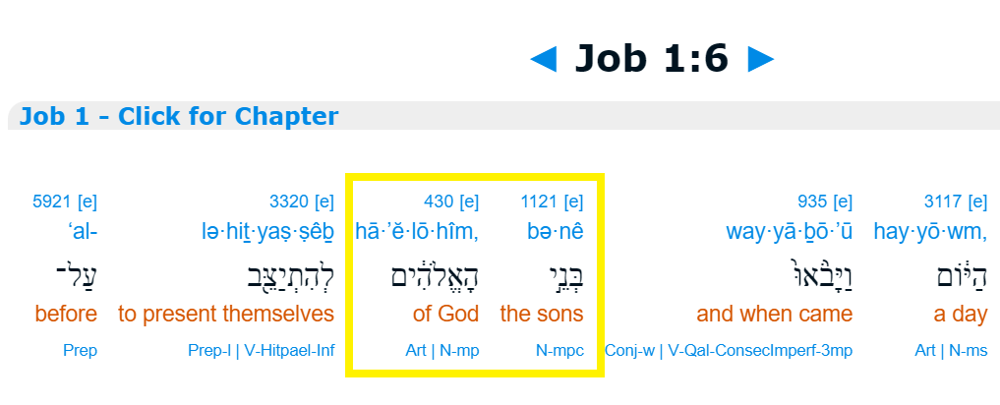 ◄ Job 1:6 ►
Job 1 - Click for Chapter
5921 [e] 3320 [e] 430 [e] 1121 [e] 935 [e] 3117 [e]
‘al- lə·hiṯ·yaṣ·ṣêḇ hā·’ĕ·lō·hîm, bə·nê way·yā·ḇō·’ū hay·yō·wm,
עַל־ לְהִתְיַצֵּ֖ב הָאֱלֹהִ֔ים בְּנֵ֣י וַיָּבֹ֙אוּ֙ הַיּ֔וֹם
before to present themselves of God the sons and when came a day
Prep Prep-l | V-Hitpael-Inf Art | N-mp N-mpc Conj-w | V-Qal-ConsecImperf-3mp Art | N-ms